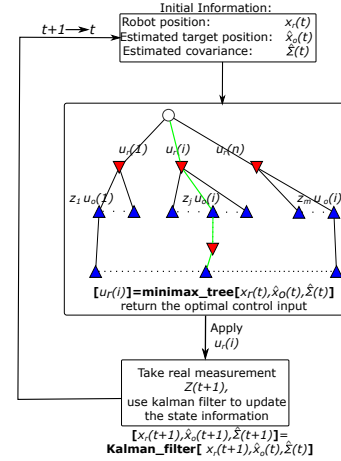 Initial Information:
Robot position: x_r(t)
Estimated target position: x̂_o(t)
Estimated covariance: Σ̂(t)
t+1→t
u_r(1) u_r(i) u_r(n)
z_1 u_o(1) z_j u_o(i) z_m u_o(n)
[u_r(i)]=minimax_tree[x_r(t),x̂_o(t),Σ̂(t)]
return the optimal control input
Apply
u_r(i)
Take real measurement
Z(t+1),
use kalman filter to update
the state information
[x_r(t+1),x̂_o(t+1),Σ̂(t+1)]=
Kalman_filter[ x_r(t+1),x̂_o(t),Σ̂(t)]